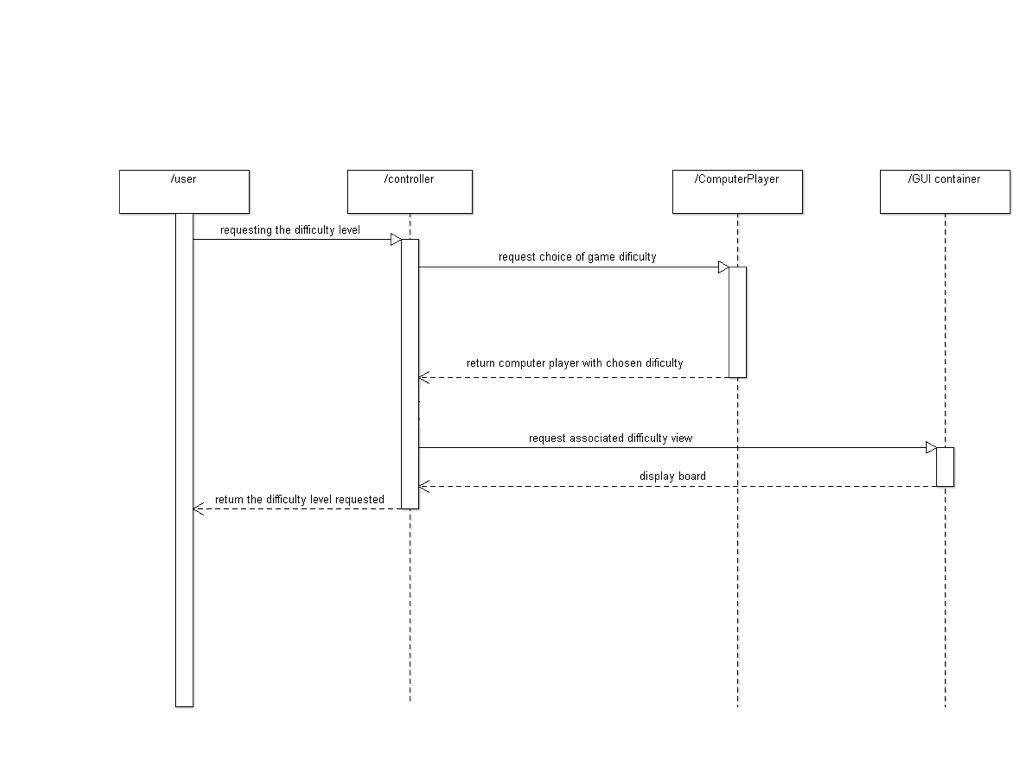 /user
/controller
/ComputerPlayer
/GUI container
requesting the difficulty level
request choice of game dificulty
return computer player with chosen dificulty
request associated difficulty view
display board
return the difficulty level requested